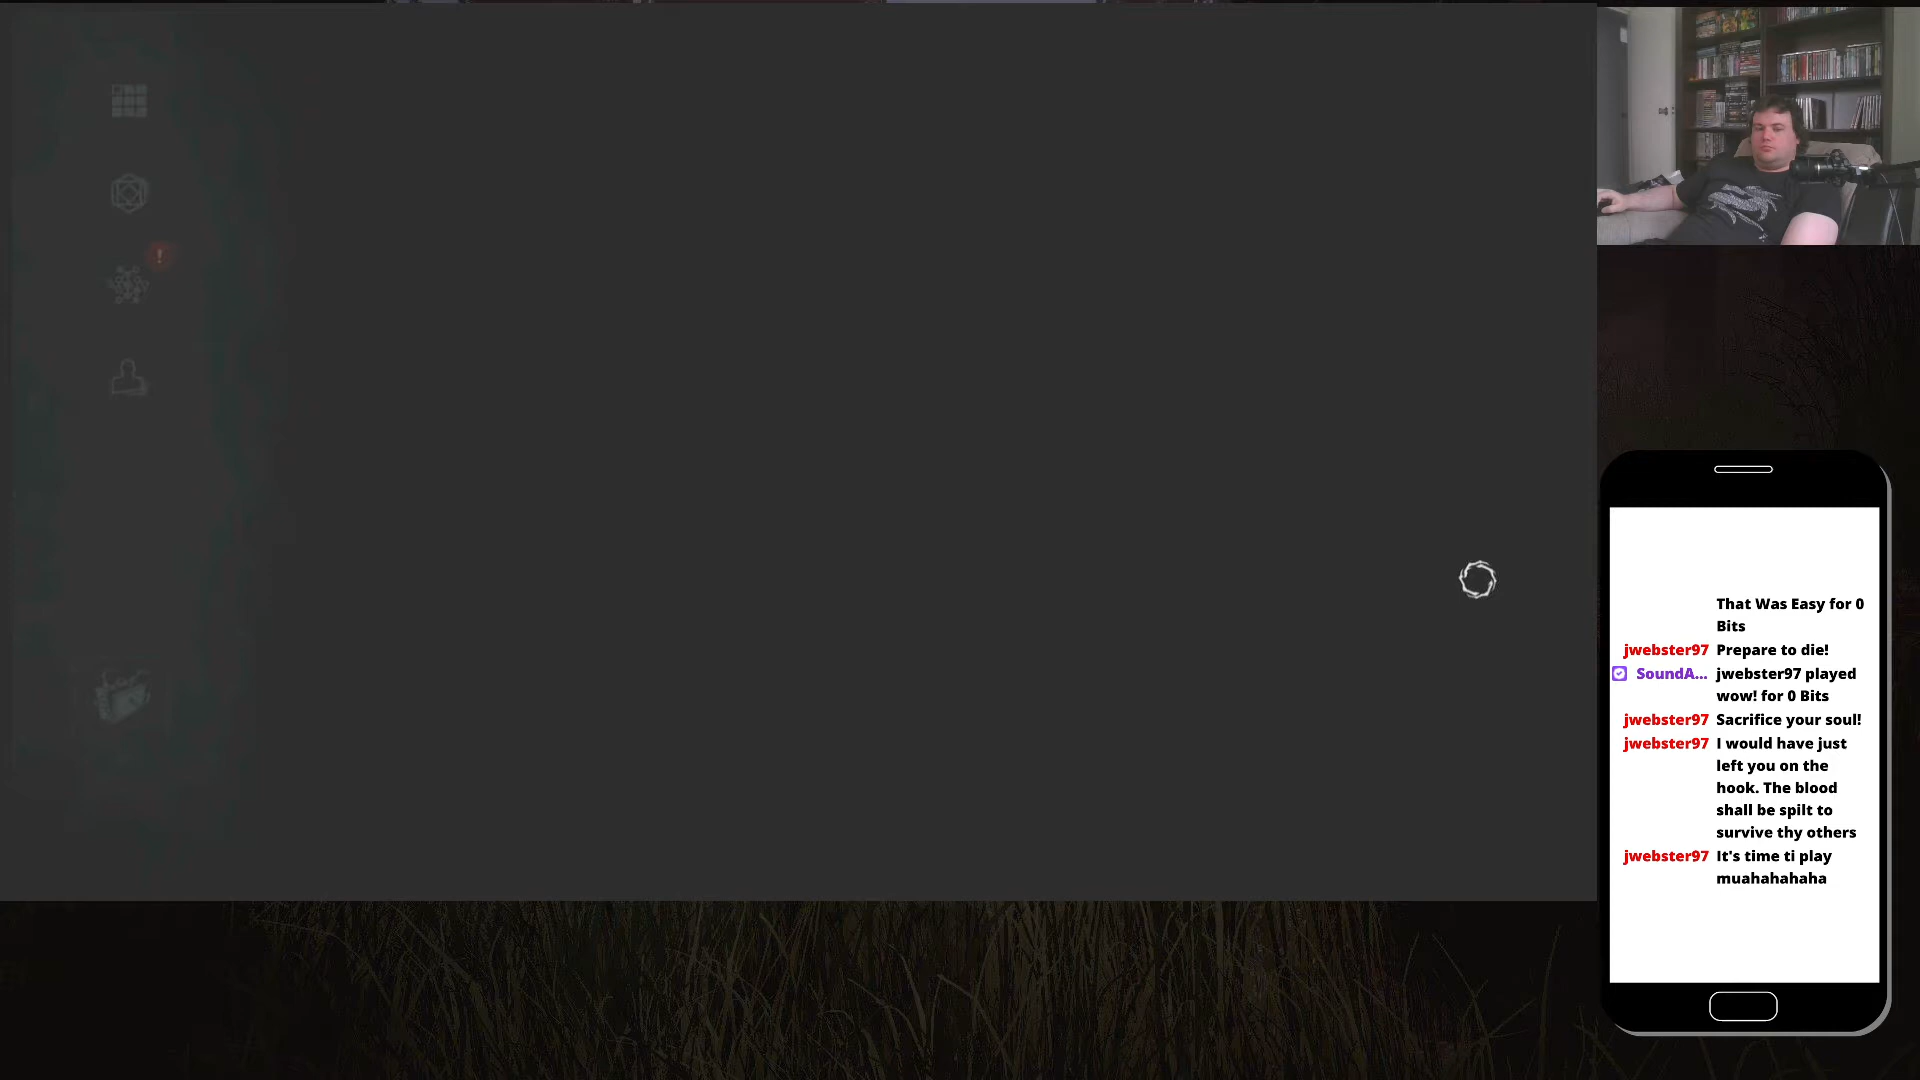 !
That Was Easy for 0
Bits
jwebster97 Prepare to die!
SoundA... jwebster97 played
wow! for 0 Bits
jwebster97 Sacrifice your soul!
jwebster97 I would have just
left you on the
hook. The blood
shall be spilt to
survive thy others
jwebster97 It's time ti play
muahahahaha